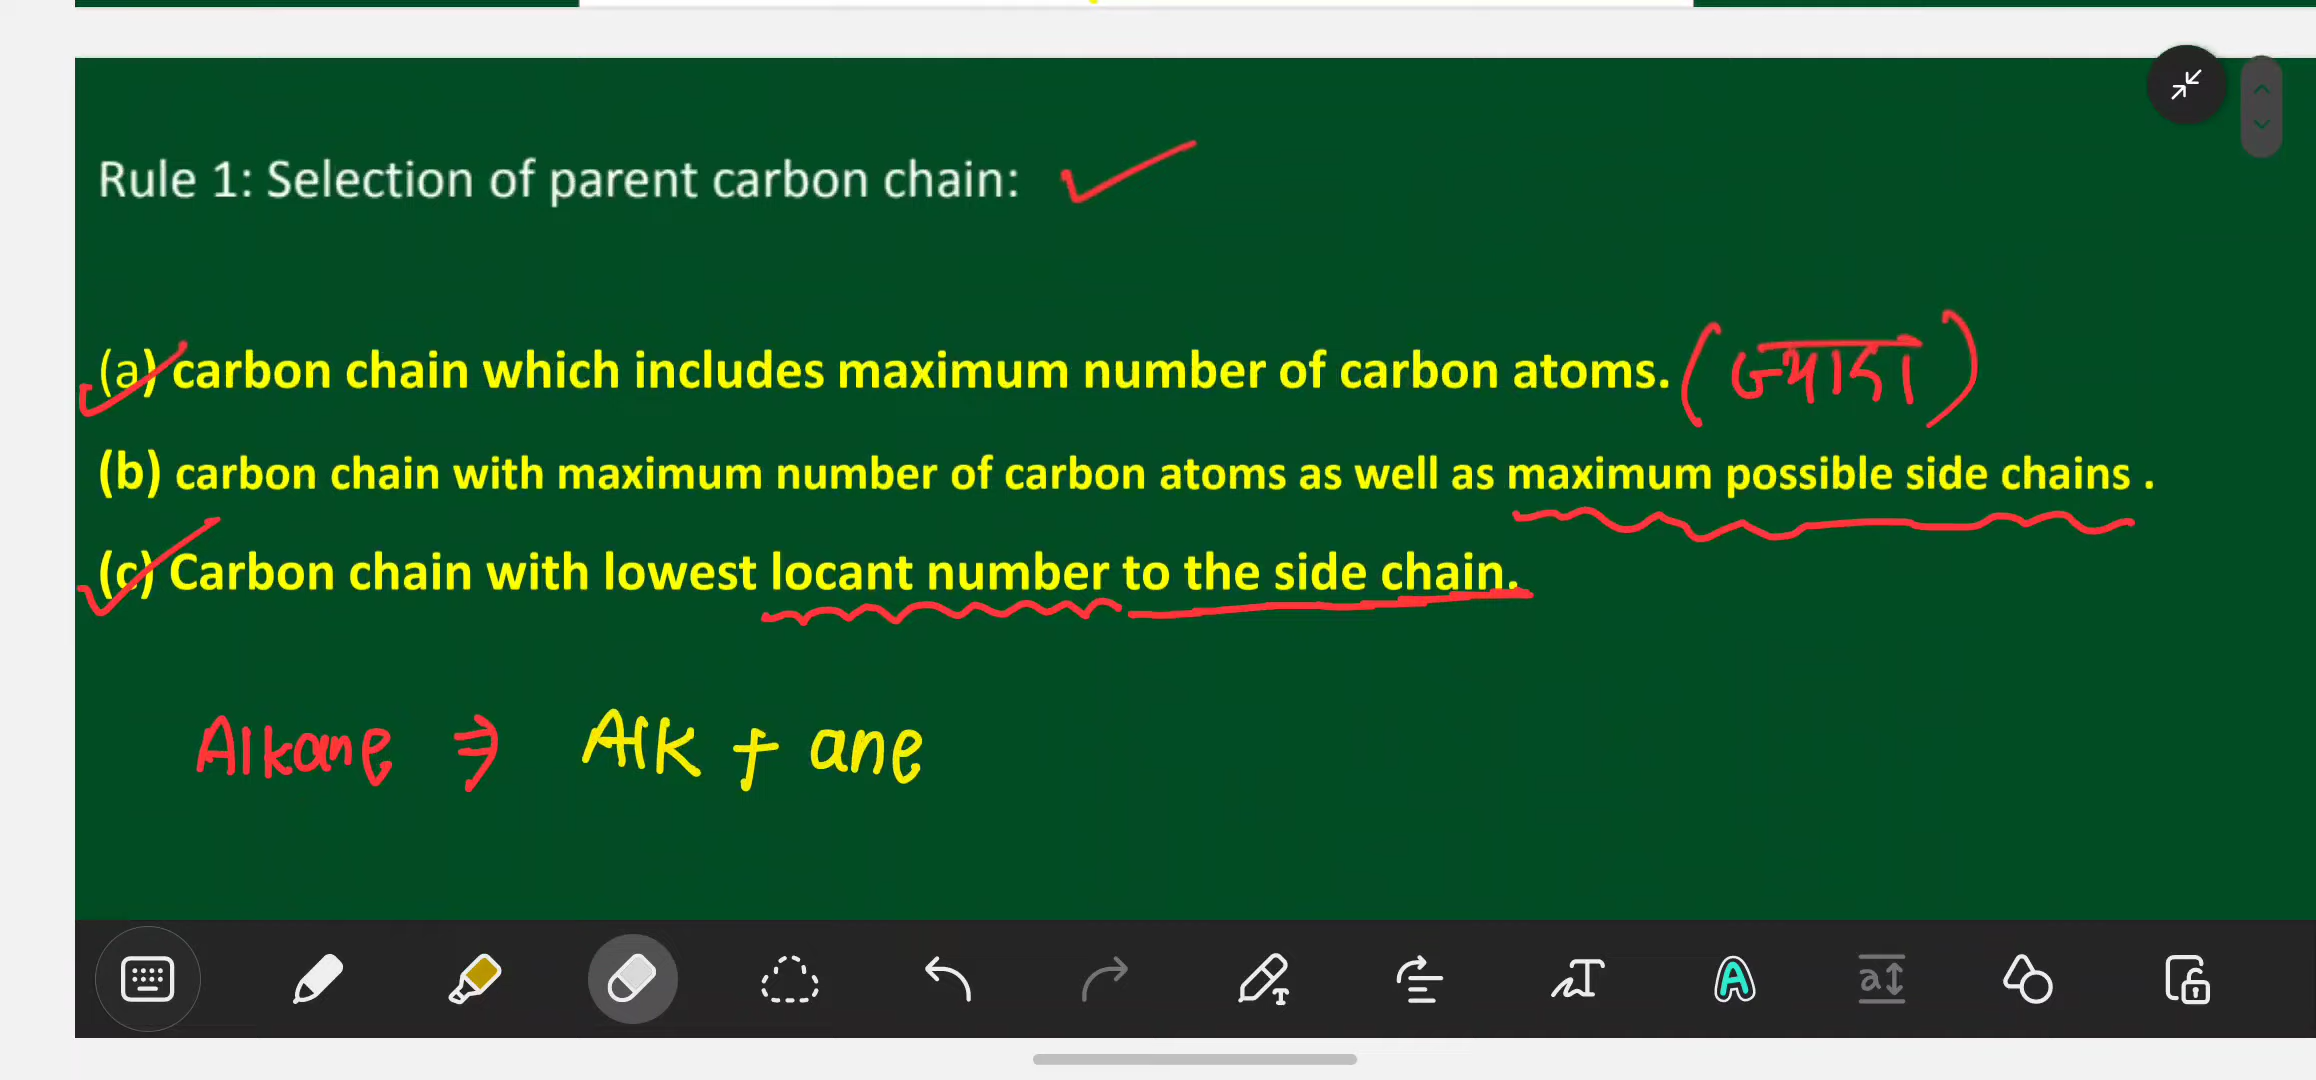 Rule 1: Selection of parent carbon chain:
(a) carbon chain which includes maximum number of carbon atoms. (ज्यादा)
(b) carbon chain with maximum number of carbon atoms as well as maximum possible side chains .
(c) Carbon chain with lowest locant number to the side chain.
Alkane ⇒ Alk + ane